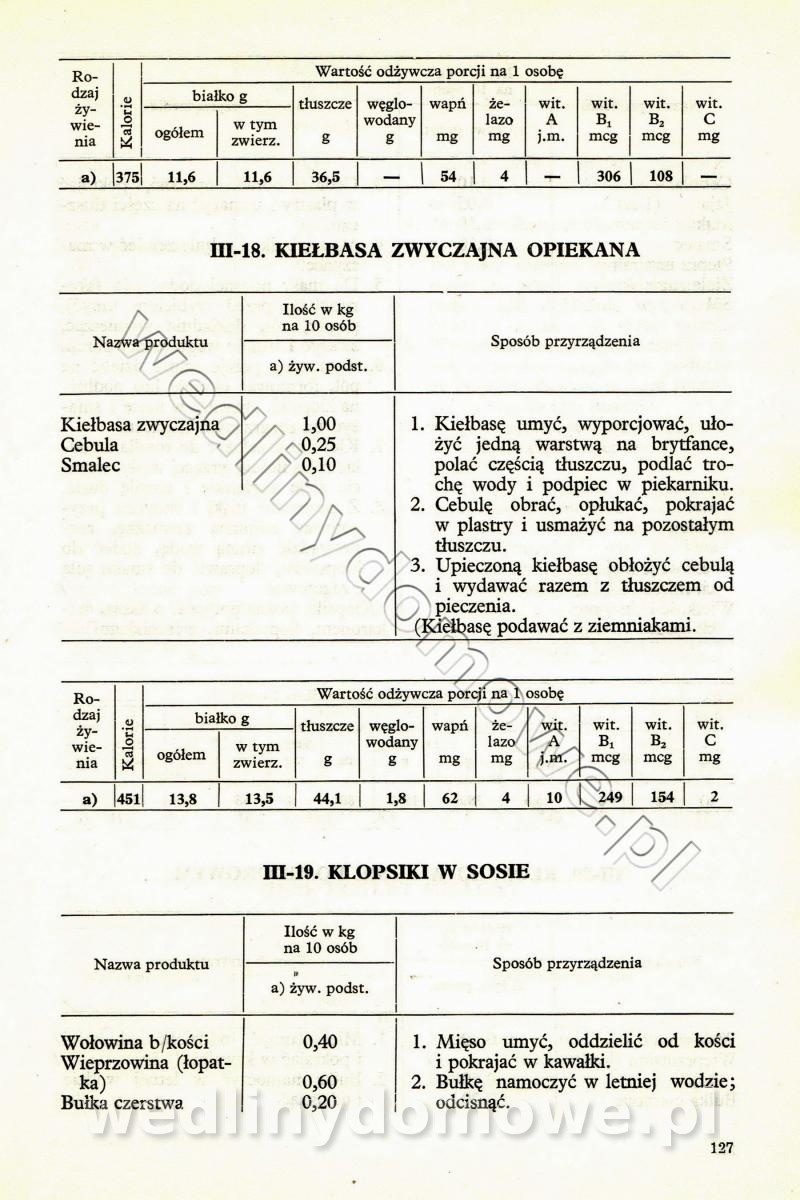 Ro-
dzaj
ży-
wie-
nia
Kalorie
Wartość odżywcza porcji na 1 osobę
białko g
ogółem
w tym
zwierz.
tłuszcze
g
węglo-
wodany
g
wapń
mg
że-
lazo
mg
wit.
A
j.m.
wit.
B₁
mcg
wit.
B₂
mcg
wit.
C
mg
a) 375 11,6 11,6 36,5 — 54 4 — 306 108 —
III-18. KIEŁBASA ZWYCZAJNA OPIEKANA
Nazwa produktu
Ilość w kg
na 10 osób
a) żyw. podst.
Sposób przyrządzenia
Kiełbasa zwyczajna 1,00
Cebula 0,25
Smalec 0,10
1. Kiełbasę umyć, wyporcjować, uło-
żyć jedną warstwą na brytfance,
polać częścią tłuszczu, podlać tro-
chę wody i podpiec w piekarniku.
2. Cebulę obrać, opłukać, pokrajać
w plastry i usmażyć na pozostałym
tłuszczu.
3. Upieczoną kiełbasę obłożyć cebulą
i wydawać razem z tłuszczem od
pieczenia.
(Kiełbasę podawać z ziemniakami.
Ro-
dzaj
ży-
wie-
nia
Kalorie
Wartość odżywcza porcji na 1 osobę
białko g
ogółem
w tym
zwierz.
tłuszcze
g
węglo-
wodany
g
wapń
mg
że-
lazo
mg
wit.
A
j.m.
wit.
B₁
mcg
wit.
B₂
mcg
wit.
C
mg
a) 451 13,8 13,5 44,1 1,8 62 4 10 249 154 2
III-19. KLOPSIKI W SOSIE
Nazwa produktu
Ilość w kg
na 10 osób
a) żyw. podst.
Sposób przyrządzenia
Wołowina b/kości 0,40
Wieprzowina (łopat-
ka) 0,60
Bułka czerstwa 0,20
1. Mięso umyć, oddzielić od kości
i pokrajać w kawałki.
2. Bułkę namoczyć w letniej wodzie;
odcisnąć.
127
wedlinydomowe.pl
wedlinydomowe.pl